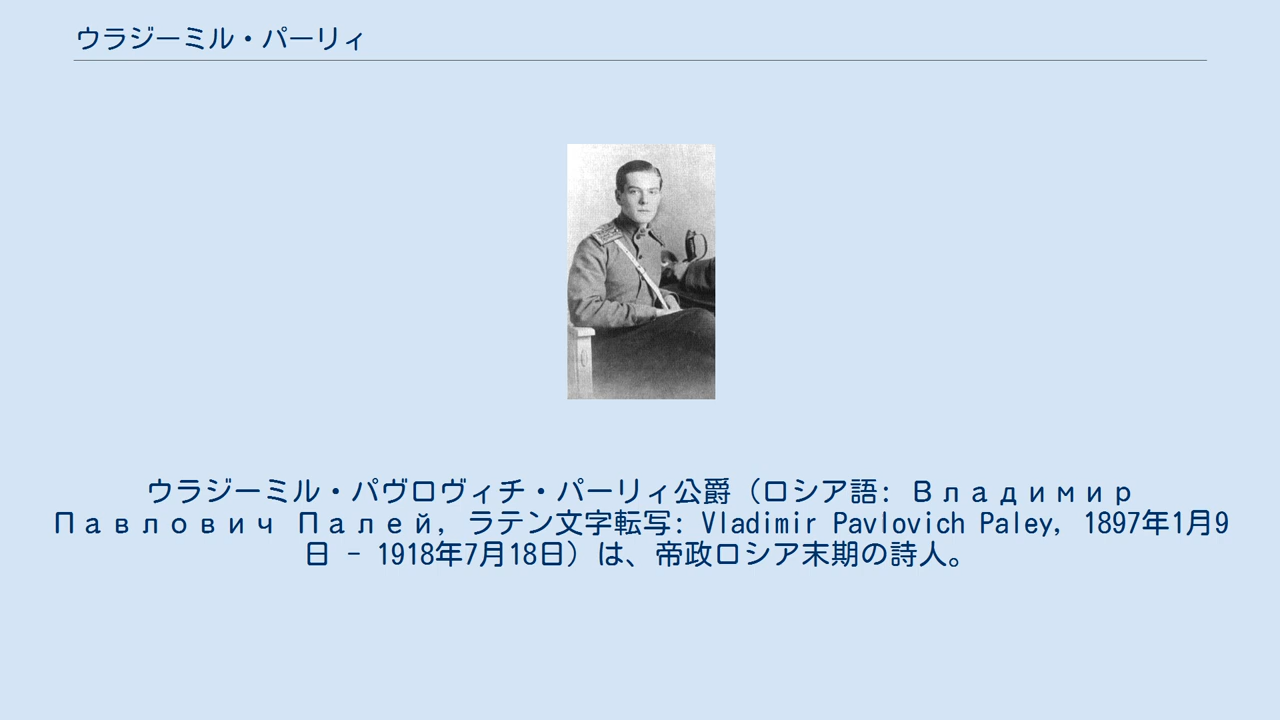 ウラジーミル・パーリィ
ウラジーミル・パヴロヴィチ・パーリィ公爵（ロシア語: Владимир
Павлович Палей, ラテン文字転写: Vladimir Pavlovich Paley, 1897年1月9
日 - 1918年7月18日）は、帝政ロシア末期の詩人。